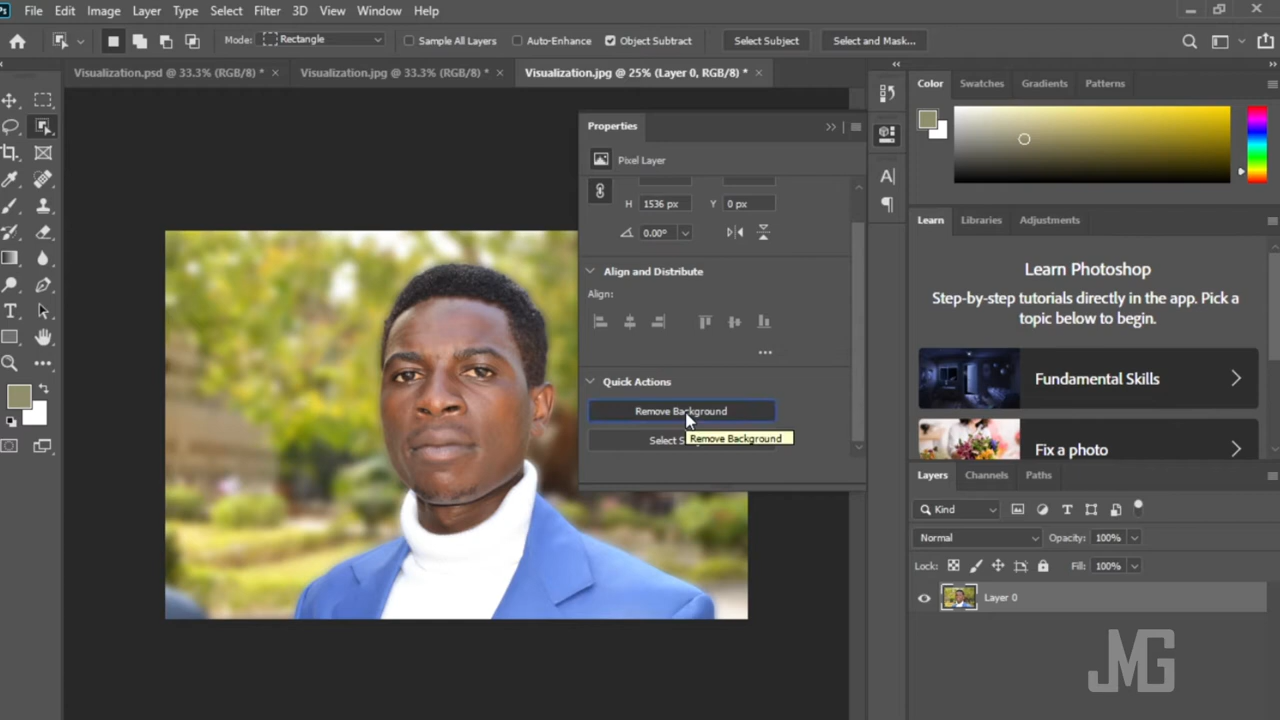 Ps File Edit Image Layer Type Select Filter 3D View Window Help
Mode: Rectangle Sample All Layers Auto-Enhance Object Subtract Select Subject Select and Mask...
Visualization.psd @ 33.3% (RGB/8) * × Visualization.jpg @ 33.3% (RGB/8) * × Visualization.jpg @ 25% (Layer 0, RGB/8) * ×
Color Swatches Gradients Patterns
Properties
Pixel Layer
H 1536 px Y 0 px
0.00°
Align and Distribute
Align:
Quick Actions
Remove Background
Select S
Remove Background
Learn Libraries Adjustments
Learn Photoshop
Step-by-step tutorials directly in the app. Pick a
topic below to begin.
Fundamental Skills
Fix a photo
Layers Channels Paths
Kind
Normal Opacity: 100%
Lock: Fill: 100%
Layer 0
JMG